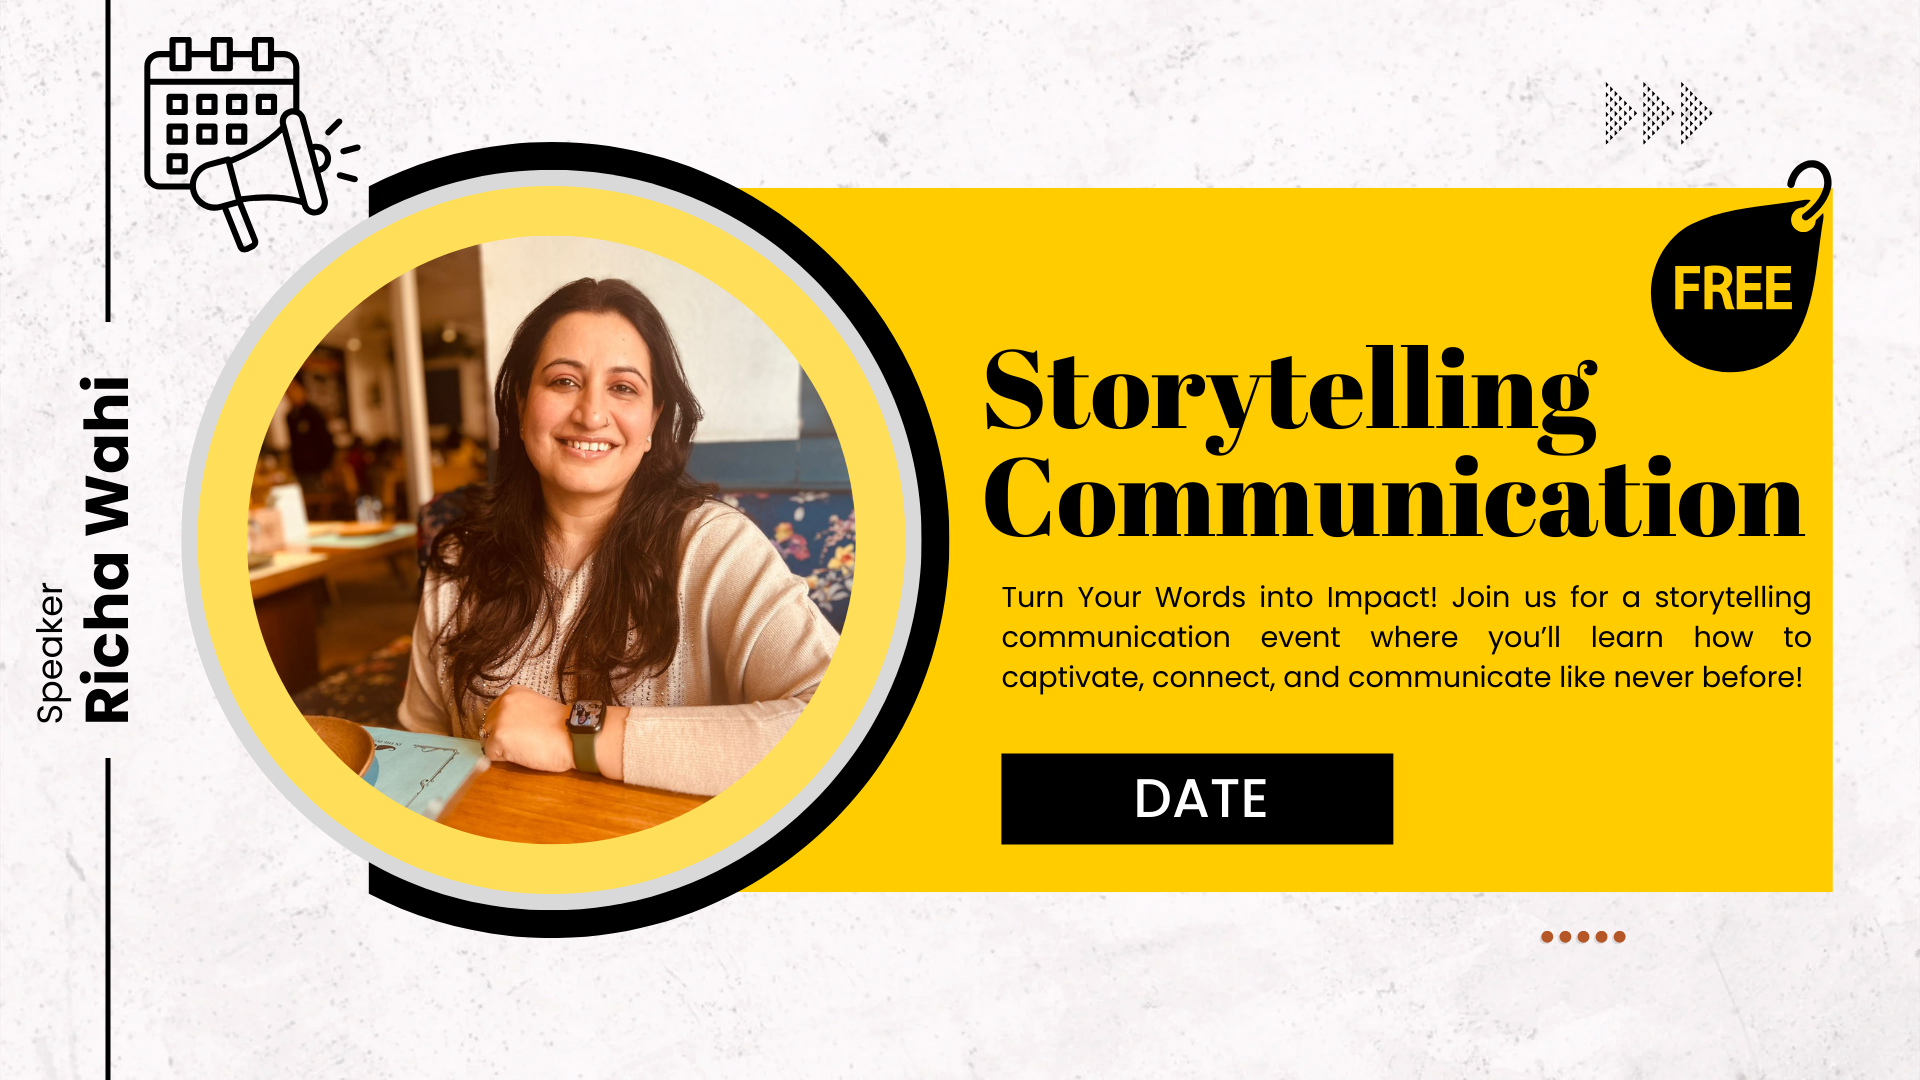 Speaker
Richa Wahi
FREE
Storytelling
Communication
Turn Your Words into Impact! Join us for a storytelling
communication event where you’ll learn how to
captivate, connect, and communicate like never before!
DATE